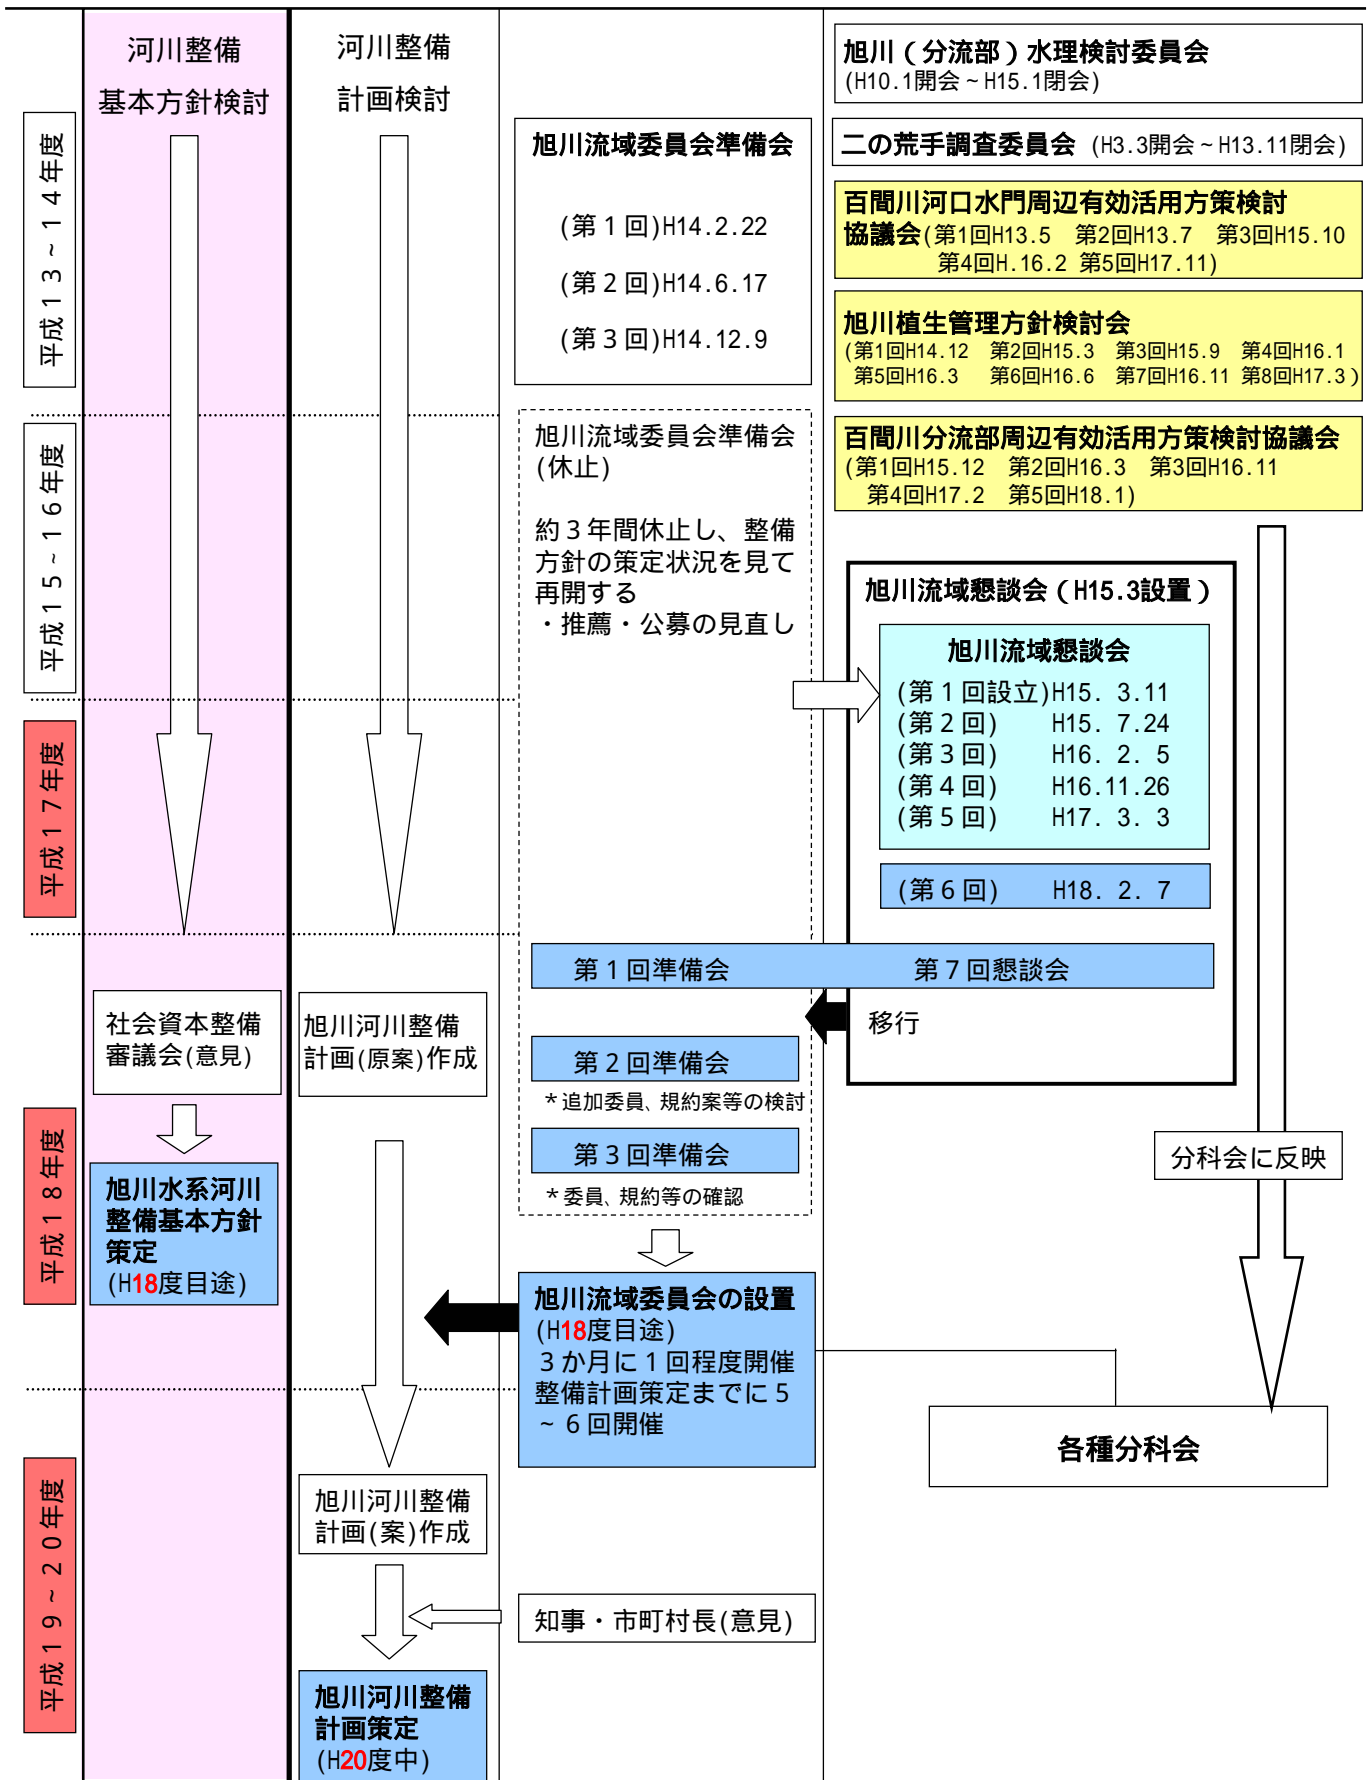 河川整備
基本方針検討
河川整備
計画検討
平成13~14年度
平成15~16年度
平成17年度
平成18年度
平成19~20年度
社会資本整備
審議会(意見)
旭川水系河川
整備基本方針
策定
(H18度目途)
旭川河川整備
計画(原案)作成
旭川河川整備
計画(案)作成
旭川河川整備
計画策定
(H20度中)
旭川流域委員会準備会
(第1回)H14.2.22
(第2回)H14.6.17
(第3回)H14.12.9
旭川流域委員会準備会
(休止)
約3年間休止し、整備
方針の策定状況を見て
再開する
・推薦・公募の見直し
第1回準備会
第7回懇談会
第2回準備会
*追加委員、規約案等の検討
第3回準備会
*委員、規約等の確認
旭川流域委員会の設置
(H18度目途)
3か月に1回程度開催
整備計画策定までに5
~6回開催
知事・市町村長(意見)
旭川(分流部)水理検討委員会
(H10.1開会~H15.1閉会)
二の荒手調査委員会 (H3.3開会~H13.11閉会)
百間川河口水門周辺有効活用方策検討
協議会(第1回H13.5 第2回H13.7 第3回H15.10
第4回H.16.2 第5回H17.11)
旭川植生管理方針検討会
(第1回H14.12 第2回H15.3 第3回H15.9 第4回H16.1
第5回H16.3 第6回H16.6 第7回H16.11 第8回H17.3)
百間川分流部周辺有効活用方策検討協議会
(第1回H15.12 第2回H16.3 第3回H16.11
第4回H17.2 第5回H18.1)
旭川流域懇談会(H15.3設置)
旭川流域懇談会
(第1回設立)H15. 3.11
(第2回) H15. 7.24
(第3回) H16. 2. 5
(第4回) H16.11.26
(第5回) H17. 3. 3
(第6回) H18. 2. 7
移行
分科会に反映
各種分科会